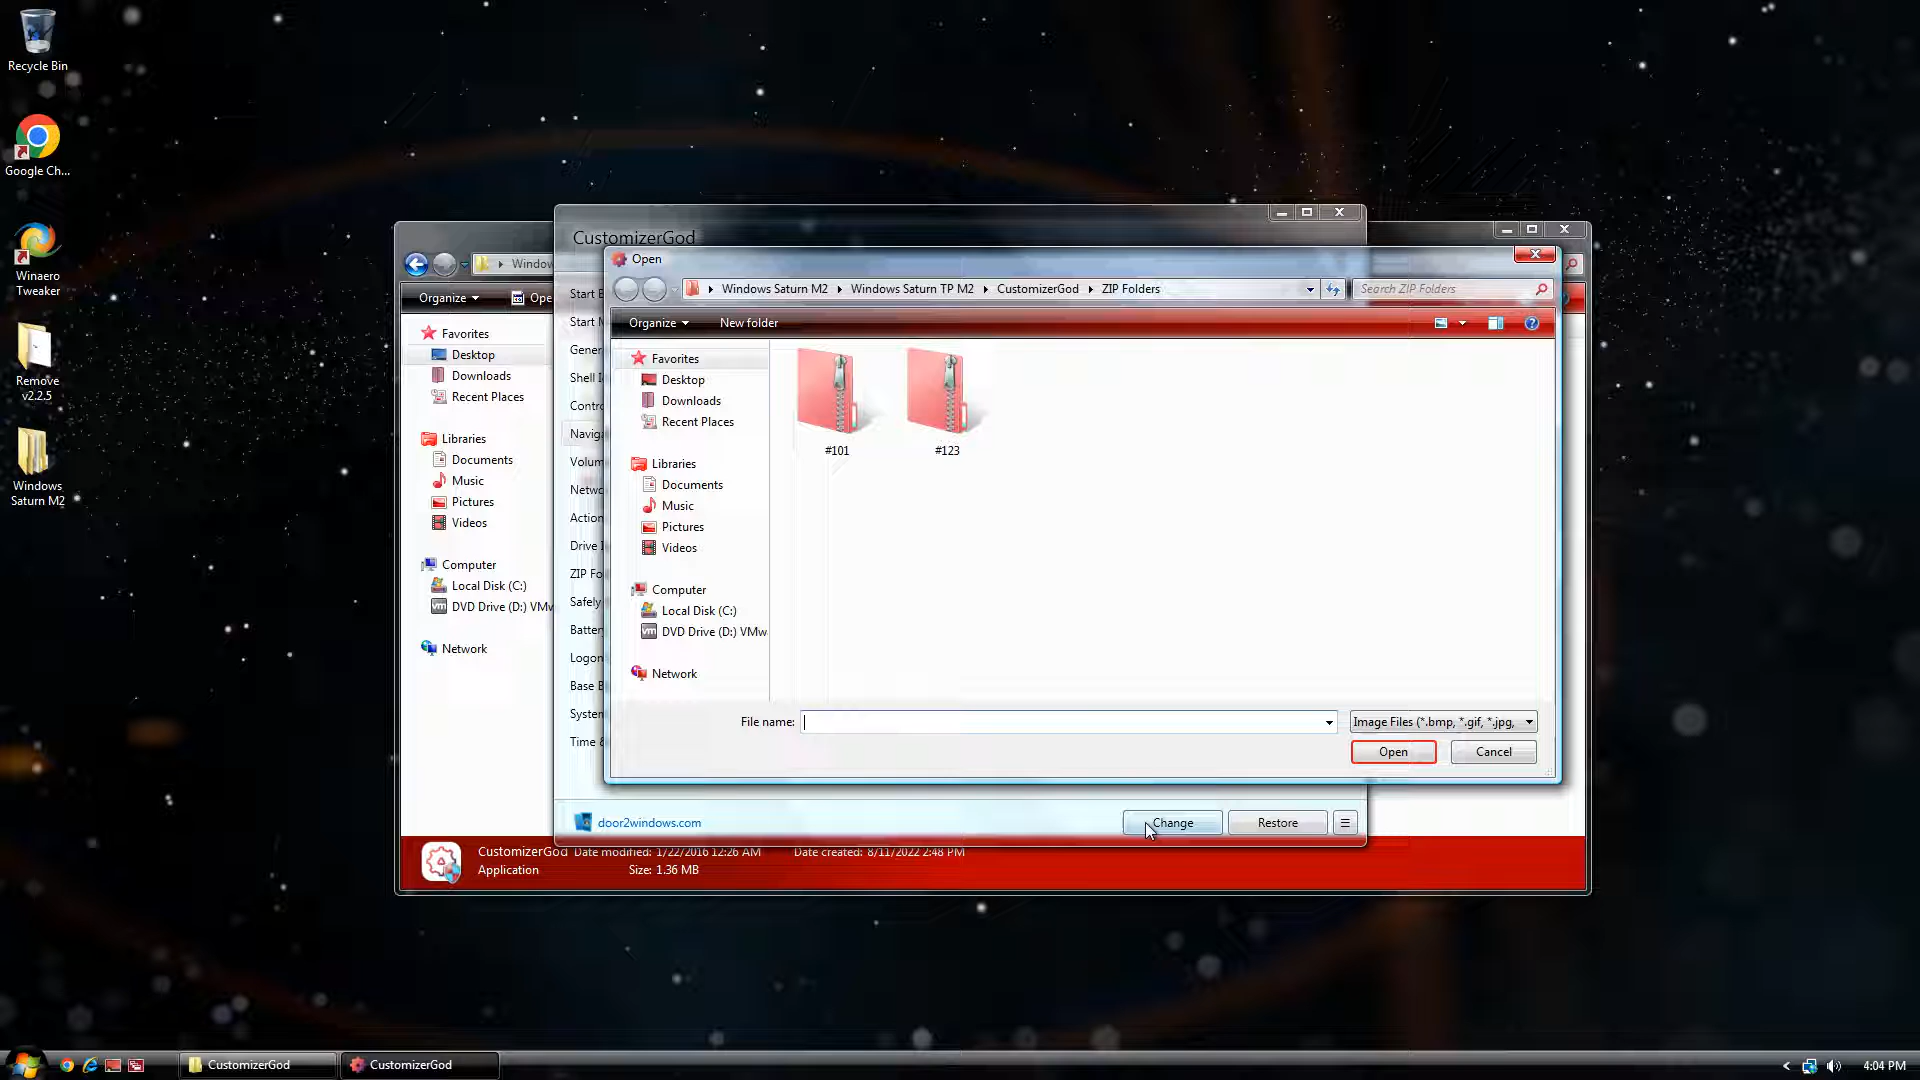 Recycle Bin
Google Ch...
Winaero
Tweaker
Remove
v2.2.5
Windows
Saturn M2
Organize
Favorites
Desktop
Downloads
Recent Places
Libraries
Documents
Music
Pictures
Videos
Computer
Local Disk (C:)
DVD Drive (D:) VMw
Network
CustomizerGod
Start
Start
Drive
Time
Open
Windows Saturn M2
Windows Saturn TP M2
CustomizerGod
ZIP Folders
Search ZIP Folders
Organize
New folder
Favorites
Desktop
Downloads
Recent Places
Libraries
Documents
Music
Pictures
Videos
Computer
Local Disk (C:)
DVD Drive (D:) VMw
Network
#101
#123
File name:
Image Files (*.bmp, *.gif, *.jpg,
Open
Cancel
door2windows.com
Change
Restore
CustomizerGod Date modified: 1/22/2016 12:26 AM Date created: 8/11/2022 2:48 PM
Application Size: 1.36 MB
CustomizerGod
CustomizerGod
4:04 PM